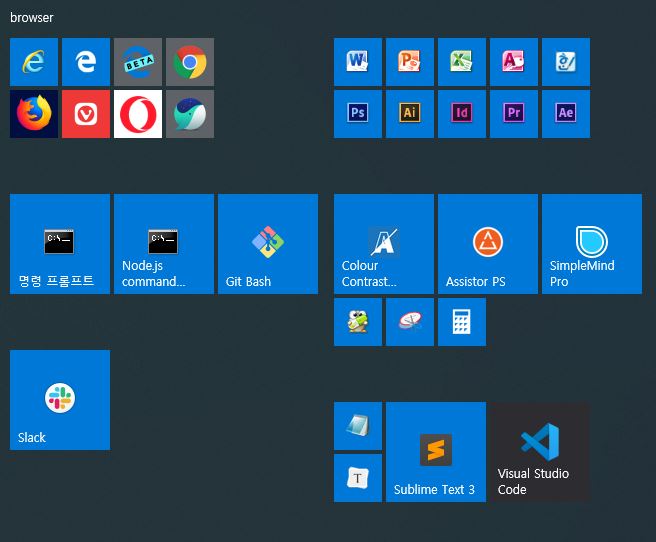 browser
BETA
W
P
X
A
Ps
Ai
Id
Pr
Ae
C:\_
명령 프롬프트
C:\_
Node.js
command...
Git Bash
Colour
Contrast...
Assistor PS
SimpleMind
Pro
Slack
T
Sublime Text 3
Visual Studio
Code